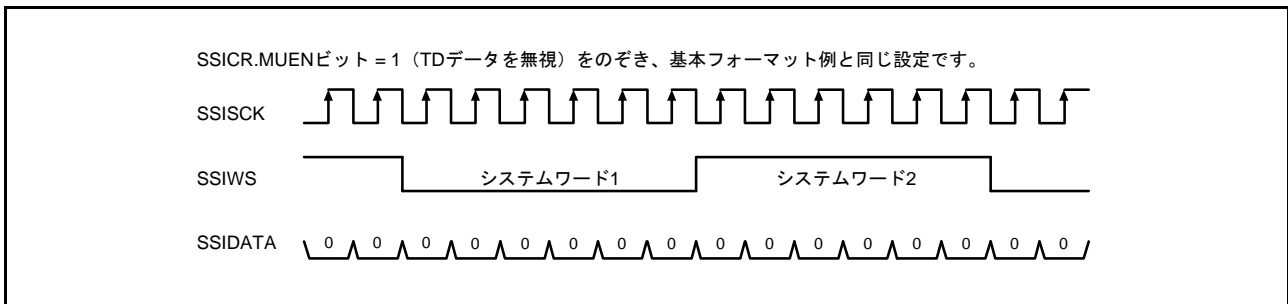 SSICR.MUENビット = 1（TDデータを無視）をのぞき、基本フォーマット例と同じ設定です。
SSISCK
SSIWS システムワード1 システムワード2
SSIDATA 0 0 0 0 0 0 0 0 0 0 0 0 0 0 0 0